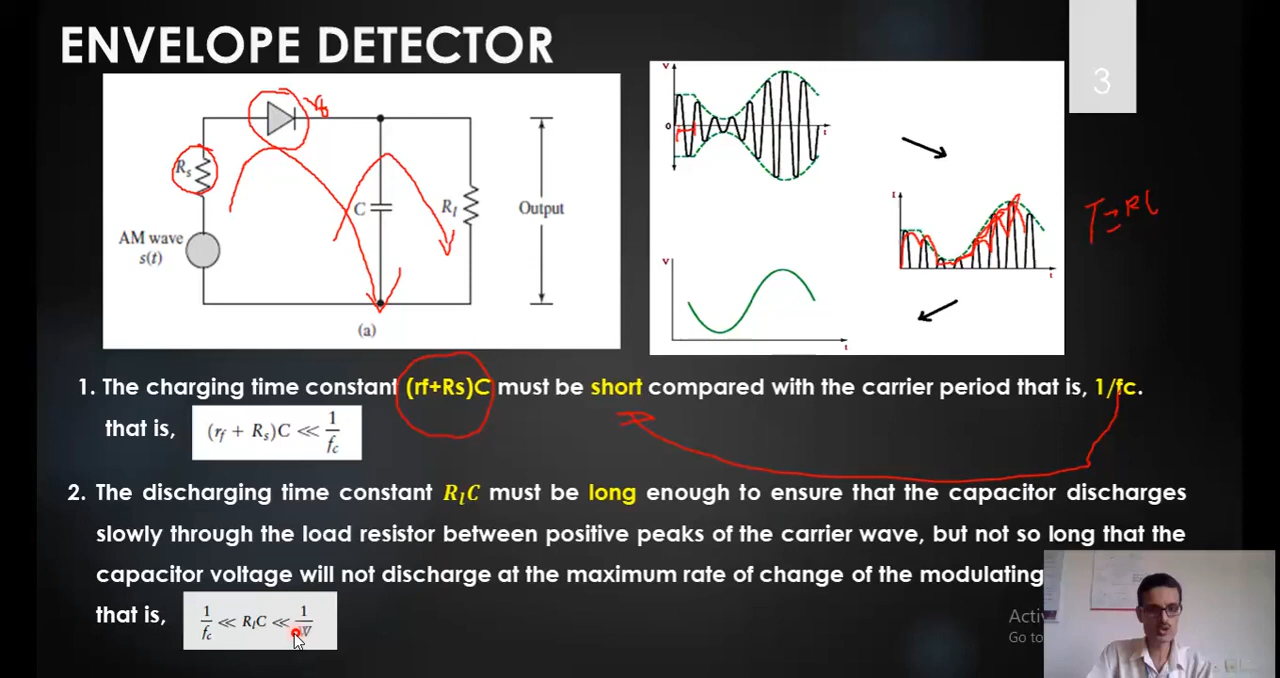 ENVELOPE DETECTOR
3
Rs
AM wave
s(t)
C
Rl
Output
(a)
V
0
t
I
t
V
t
T=RC
1. The charging time constant (rf+Rs)C must be short compared with the carrier period that is, 1/fc.
that is, (rf + Rs)C ≪ 1/fc
2. The discharging time constant RlC must be long enough to ensure that the capacitor discharges
slowly through the load resistor between positive peaks of the carrier wave, but not so long that the
capacitor voltage will not discharge at the maximum rate of change of the modulating
that is, 1/fc ≪ RlC ≪ 1/
Activ
Go to